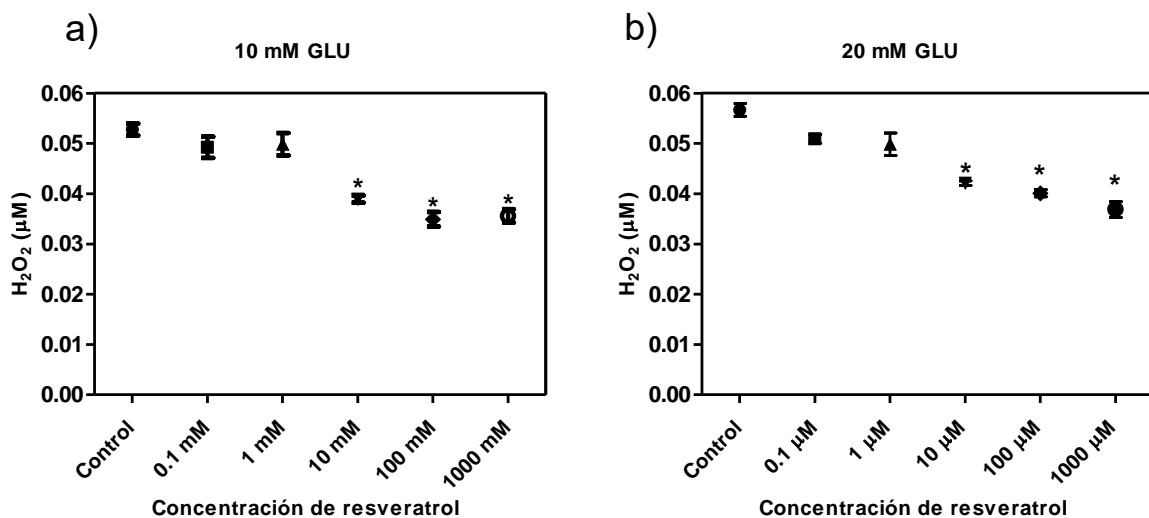 a)
10 mM GLU
H₂O₂ (µM)
0.06
0.05
0.04
0.03
0.02
0.01
0.00
*
*
*
Control
0.1 mM
1 mM
10 mM
100 mM
1000 mM
Concentración de resveratrol
b)
20 mM GLU
H₂O₂ (µM)
0.06
0.05
0.04
0.03
0.02
0.01
0.00
*
*
*
Control
0.1 µM
1 µM
10 µM
100 µM
1000 µM
Concentración de resveratrol